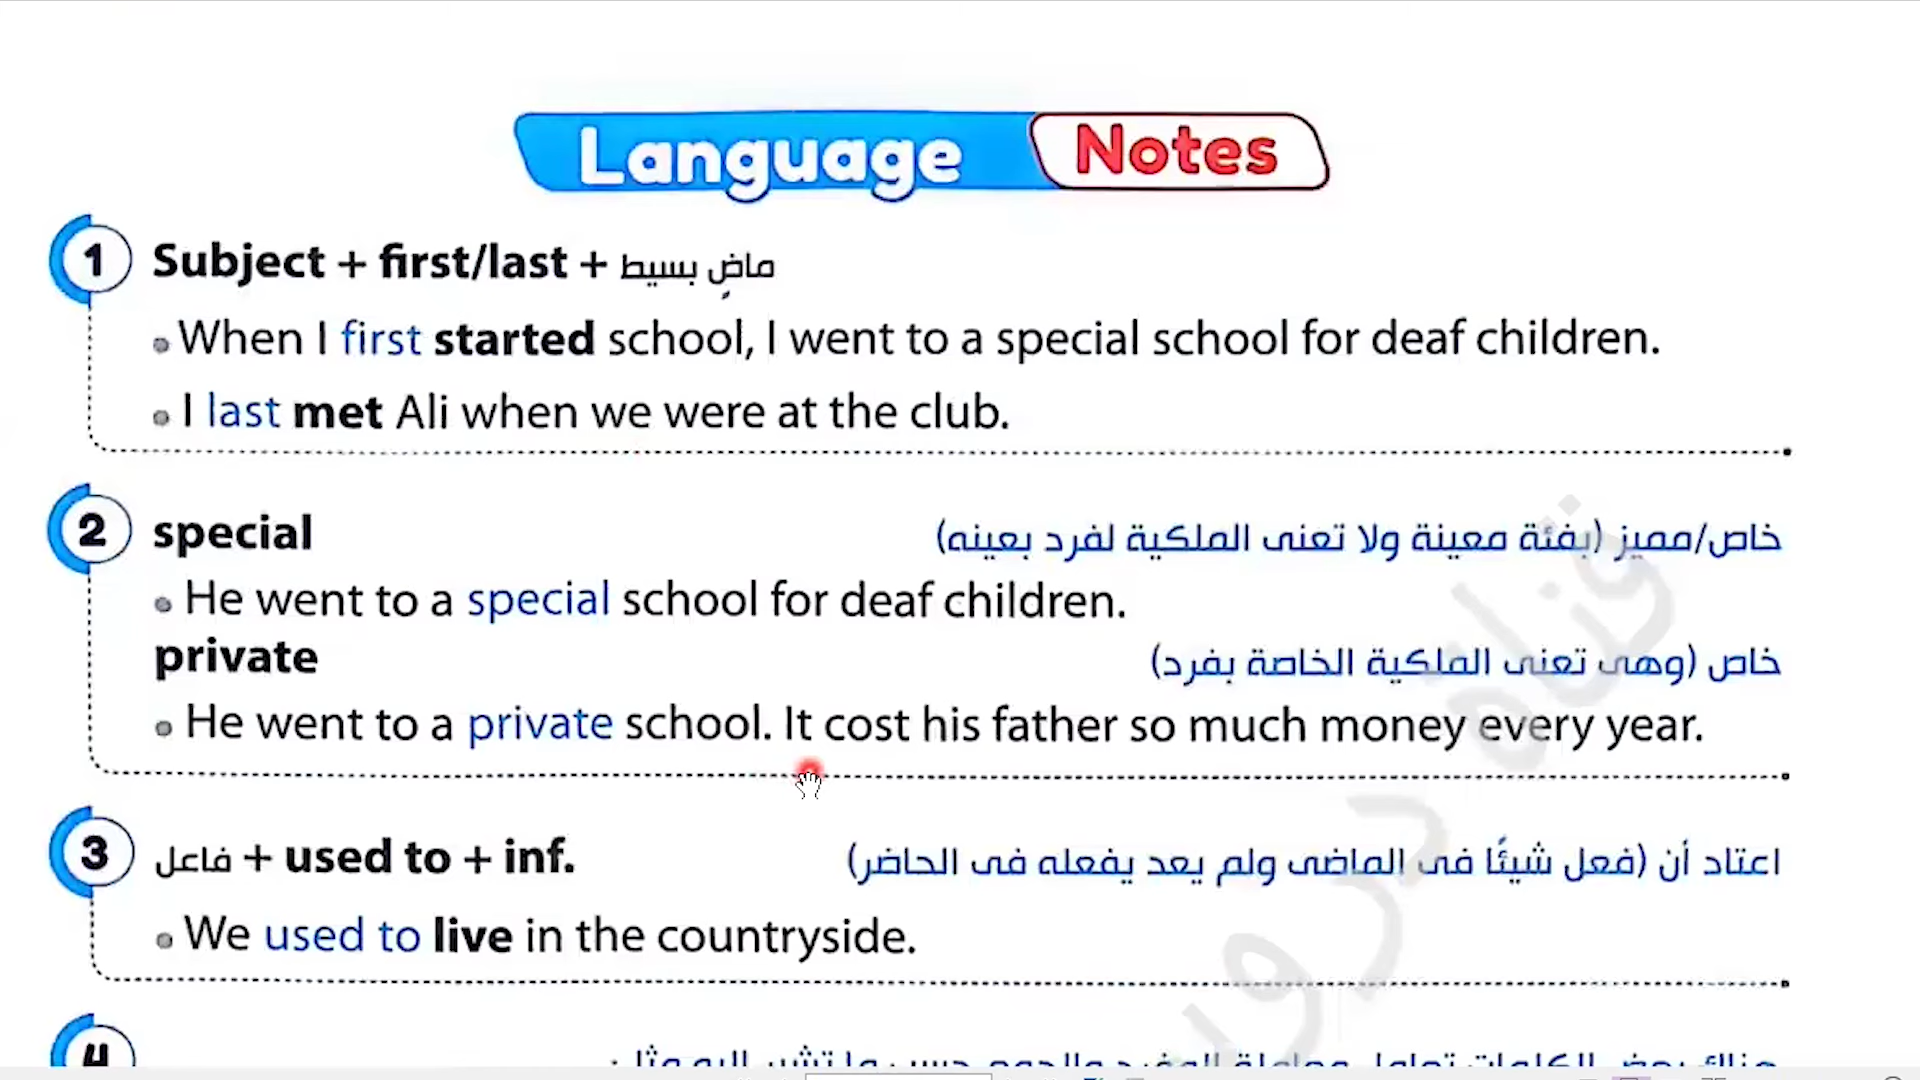 Language Notes
1 Subject + first/last + ماضٍ بسيط
When I first started school, I went to a special school for deaf children.
I last met Ali when we were at the club.
2 special خاص/مميز (بفئة معينة ولا تعنى الملكية لفرد بعينه)
He went to a special school for deaf children.
private خاص (وهى تعنى الملكية الخاصة بفرد)
He went to a private school. It cost his father so much money every year.
3 فاعل + used to + inf. اعتاد أن (فعل شيئًا فى الماضى ولم يعد يفعله فى الحاضر)
We used to live in the countryside.
4
قناة